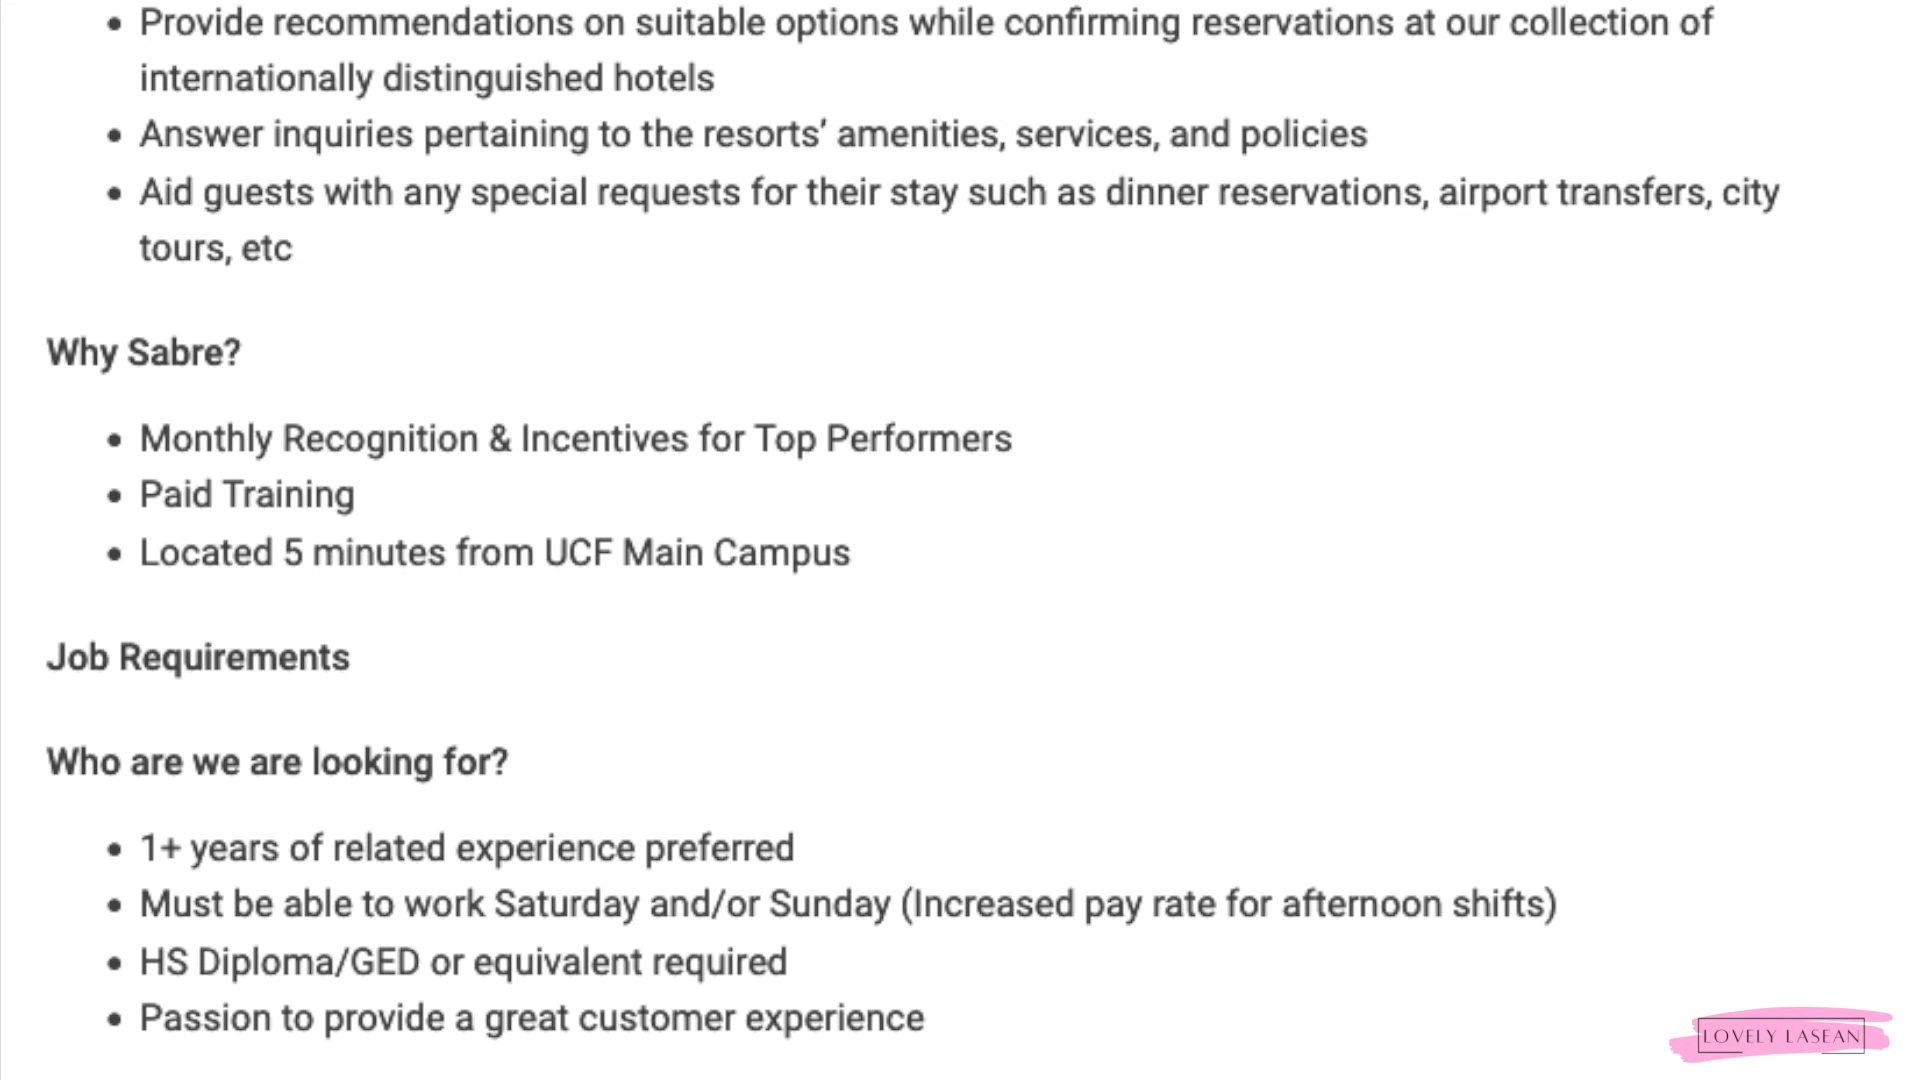 • Provide recommendations on suitable options while confirming reservations at our collection of
internationally distinguished hotels
• Answer inquiries pertaining to the resorts’ amenities, services, and policies
• Aid guests with any special requests for their stay such as dinner reservations, airport transfers, city
tours, etc
Why Sabre?
• Monthly Recognition & Incentives for Top Performers
• Paid Training
• Located 5 minutes from UCF Main Campus
Job Requirements
Who are we are looking for?
• 1+ years of related experience preferred
• Must be able to work Saturday and/or Sunday (Increased pay rate for afternoon shifts)
• HS Diploma/GED or equivalent required
• Passion to provide a great customer experience
LOVELY LASEAN